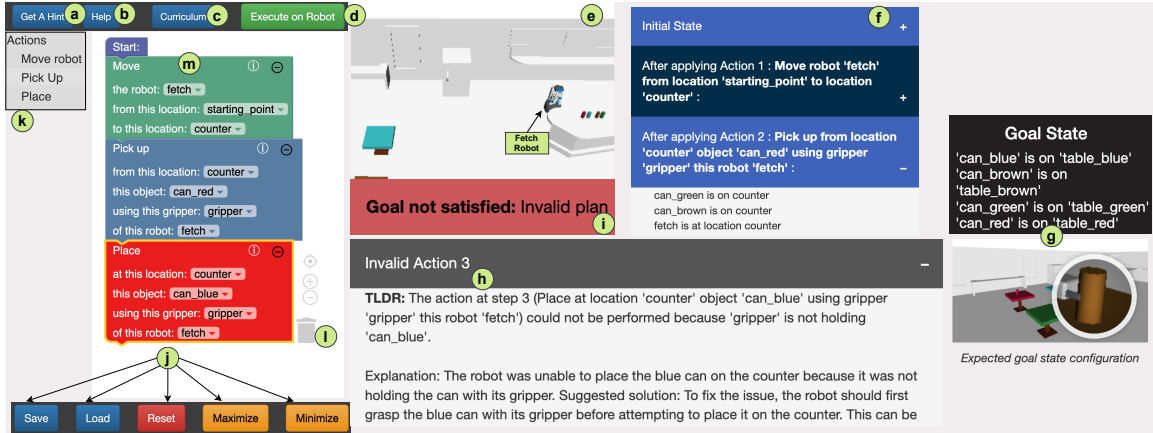 Get A Hint
a
Help
b
Curriculum
c
Execute on Robot
d
Actions
Move robot
Pick Up
Place
k
Start:
Move
m
the robot: fetch
from this location: starting_point
to this location: counter
Pick up
from this location: counter
this object: can_red
using this gripper: gripper
of this robot: fetch
Place
at this location: counter
this object: can_blue
using this gripper: gripper
of this robot: fetch
l
j
Save
Load
Reset
Maximize
Minimize
e
Fetch
Robot
Goal not satisfied: Invalid plan
i
f
Initial State
+
After applying Action 1 : Move robot 'fetch'
from location 'starting_point' to location
'counter' :
+
After applying Action 2 : Pick up from location
'counter' object 'can_red' using gripper
'gripper' this robot 'fetch' :
–
can_green is on counter
can_brown is on counter
fetch is at location counter
Invalid Action 3
–
h
TLDR: The action at step 3 (Place at location 'counter' object 'can_blue' using gripper
'gripper' this robot 'fetch') could not be performed because 'gripper' is not holding
'can_blue'.
Explanation: The robot was unable to place the blue can on the counter because it was not
holding the can with its gripper. Suggested solution: To fix the issue, the robot should first
grasp the blue can with its gripper before attempting to place it on the counter. This can be
Goal State
'can_blue' is on 'table_blue'
'can_brown' is on
'table_brown'
'can_green' is on 'table_green'
'can_red' is on 'table_red'
g
Expected goal state configuration